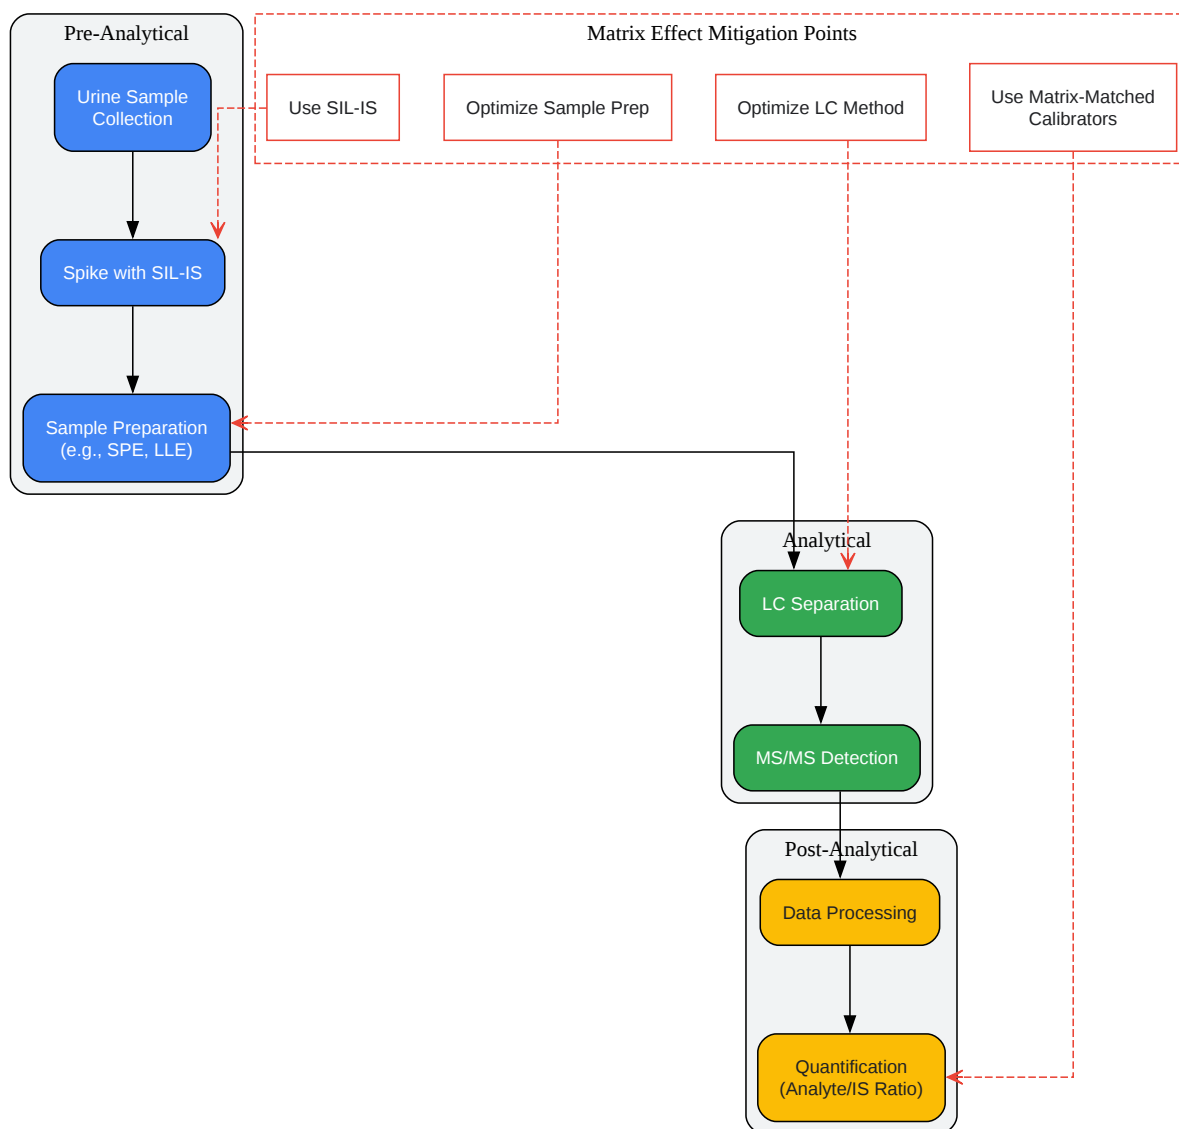 Pre-Analytical
Urine Sample
Collection
Spike with SIL-IS
Sample Preparation
(e.g., SPE, LLE)
Matrix Effect Mitigation Points
Use SIL-IS
Optimize Sample Prep
Optimize LC Method
Use Matrix-Matched
Calibrators
Analytical
LC Separation
MS/MS Detection
Post-Analytical
Data Processing
Quantification
(Analyte/IS Ratio)